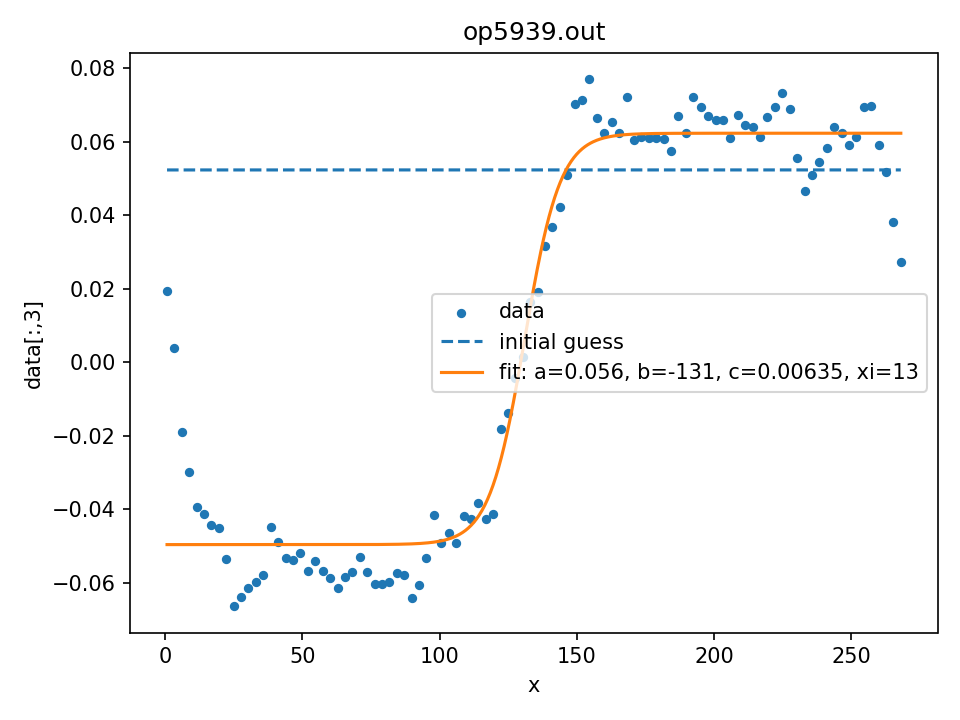 op5939.out
0.08
0.06
0.04
0.02
0.00
−0.02
−0.04
−0.06
data[:,3]
data
initial guess
fit: a=0.056, b=-131, c=0.00635, xi=13
0 50 100 150 200 250
x